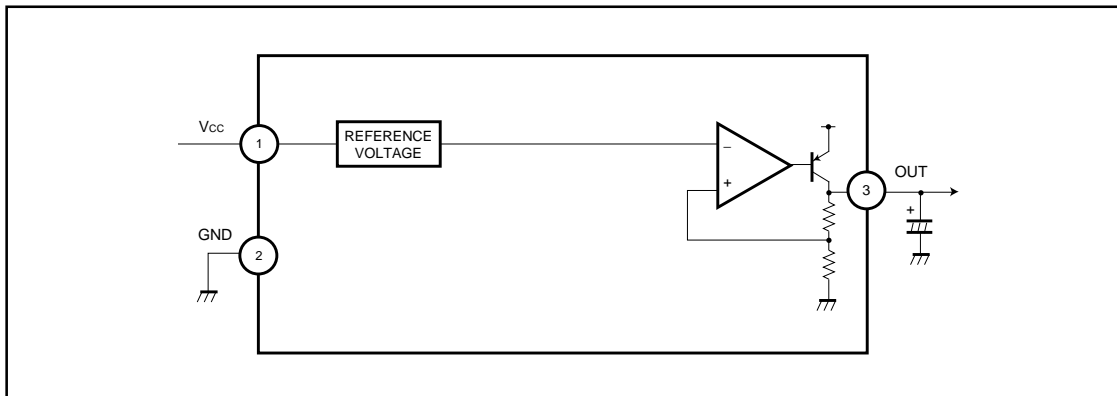 Vcc
1
REFERENCE
VOLTAGE
−
+
OUT
3
+
GND
2